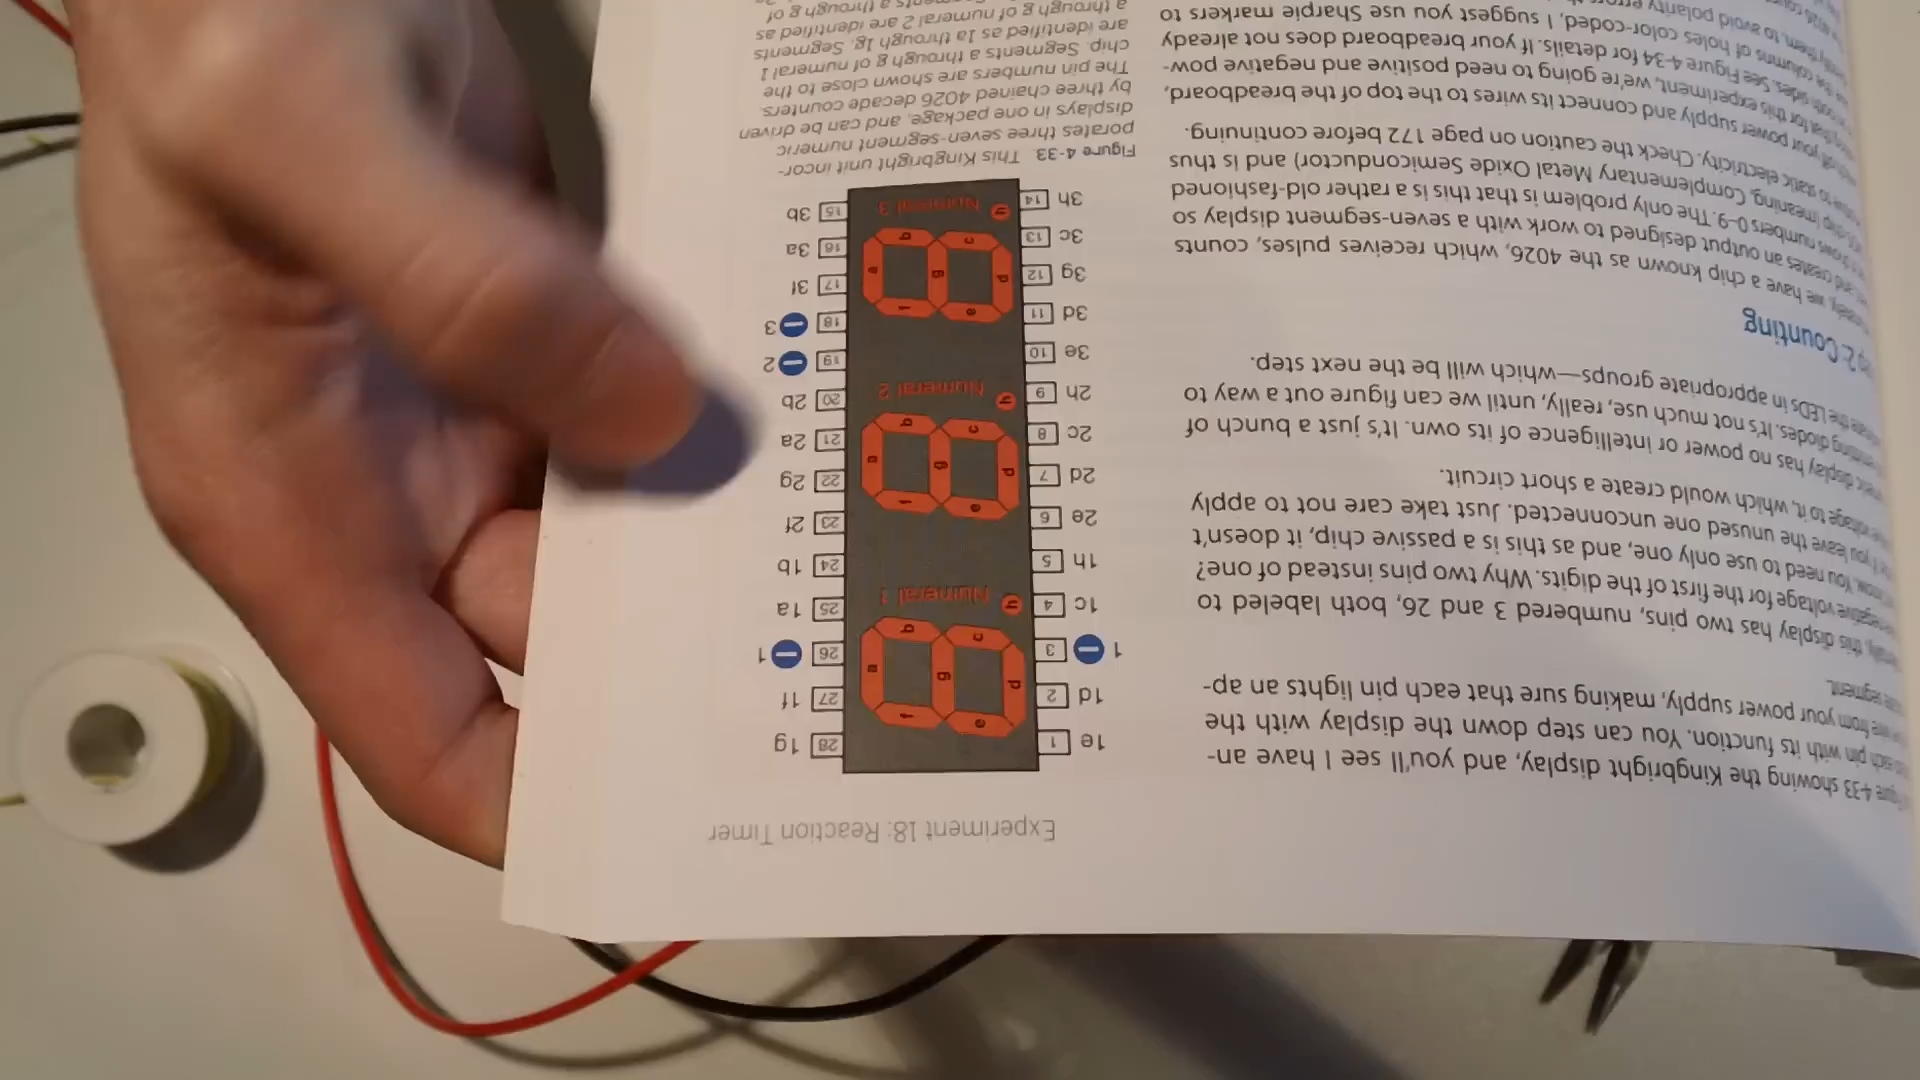 Experiment 18: Reaction Timer
Figure 4-33 showing the Kingbright display, and you'll see I have an-
each pin with its function. You can step down the display with the
wire from your power supply, making sure that each pin lights an ap-
segment.
this display has two pins, numbered 3 and 26, both labeled to
negative voltage for the first of the digits. Why two pins instead of one?
You need to use only one, and as this is a passive chip, it doesn't
if you leave the unused one unconnected. Just take care not to apply
voltage to it, which would create a short circuit.
display has no power or intelligence of its own. It's just a bunch of
emitting diodes. It's not much use, really, until we can figure out a way to
the LEDs in appropriate groups—which will be the next step.
2: Counting
we have a chip known as the 4026, which receives pulses, counts
and creates an output designed to work with a seven-segment display so
shows numbers 0–9. The only problem is that this is a rather old-fashioned
chip (meaning, Complementary Metal Oxide Semiconductor) and is thus
to static electricity. Check the caution on page 172 before continuing.
your power supply and connect its wires to the top of the breadboard,
for this experiment, we're going to need positive and negative pow-
both sides. See Figure 4-34 for details. If your breadboard does not already
columns of holes color-coded, I suggest you use Sharpie markers to
them, to avoid polarity
1e 1 28 1g
1d 2 27 1f
1 3 26 1
1c 4 25 1a
1h 5 24 1b
2e 6 23 2f
2d 7 22 2g
2c 8 21 2a
2h 9 20 2b
3e 10 19 2
3d 11 18 3
3g 12 17 3f
3c 13 16 3a
3h 14 15 3b
e f d g a c b
h Numeral 1
e f d g a c b
h Numeral 2
e f d g a c b
h Numeral 3
Figure 4-33. This Kingbright unit incor-
porates three seven-segment numeric
displays in one package, and can be driven
by three chained 4026 decade counters.
The pin numbers are shown close to the
chip. Segments a through g of numeral 1
are identified as 1a through 1g. Segments
a through g of numeral 2 are identified as
a through g of